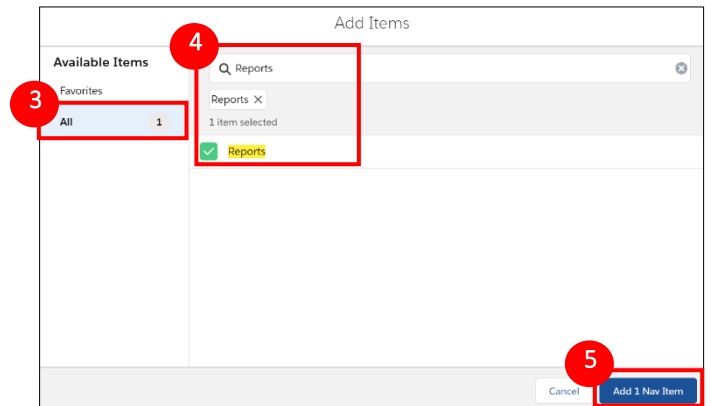 Add Items
4
Available Items
Reports
Favorites
3
Reports
All 1
1 item selected
Reports
5
Cancel
Add 1 Nav Item